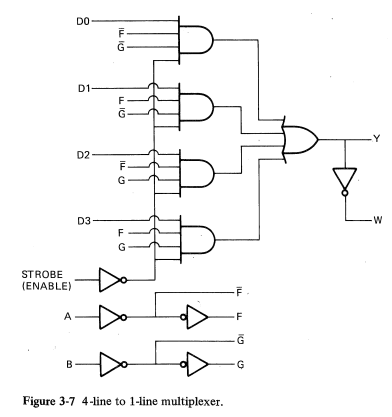 D0
F̅
G̅
D1
F
G̅
D2
F̅
G
D3
F
G
Y
W
STROBE
(ENABLE)
F̅
A
F
G̅
B
G
Figure 3-7 4-line to 1-line multiplexer.